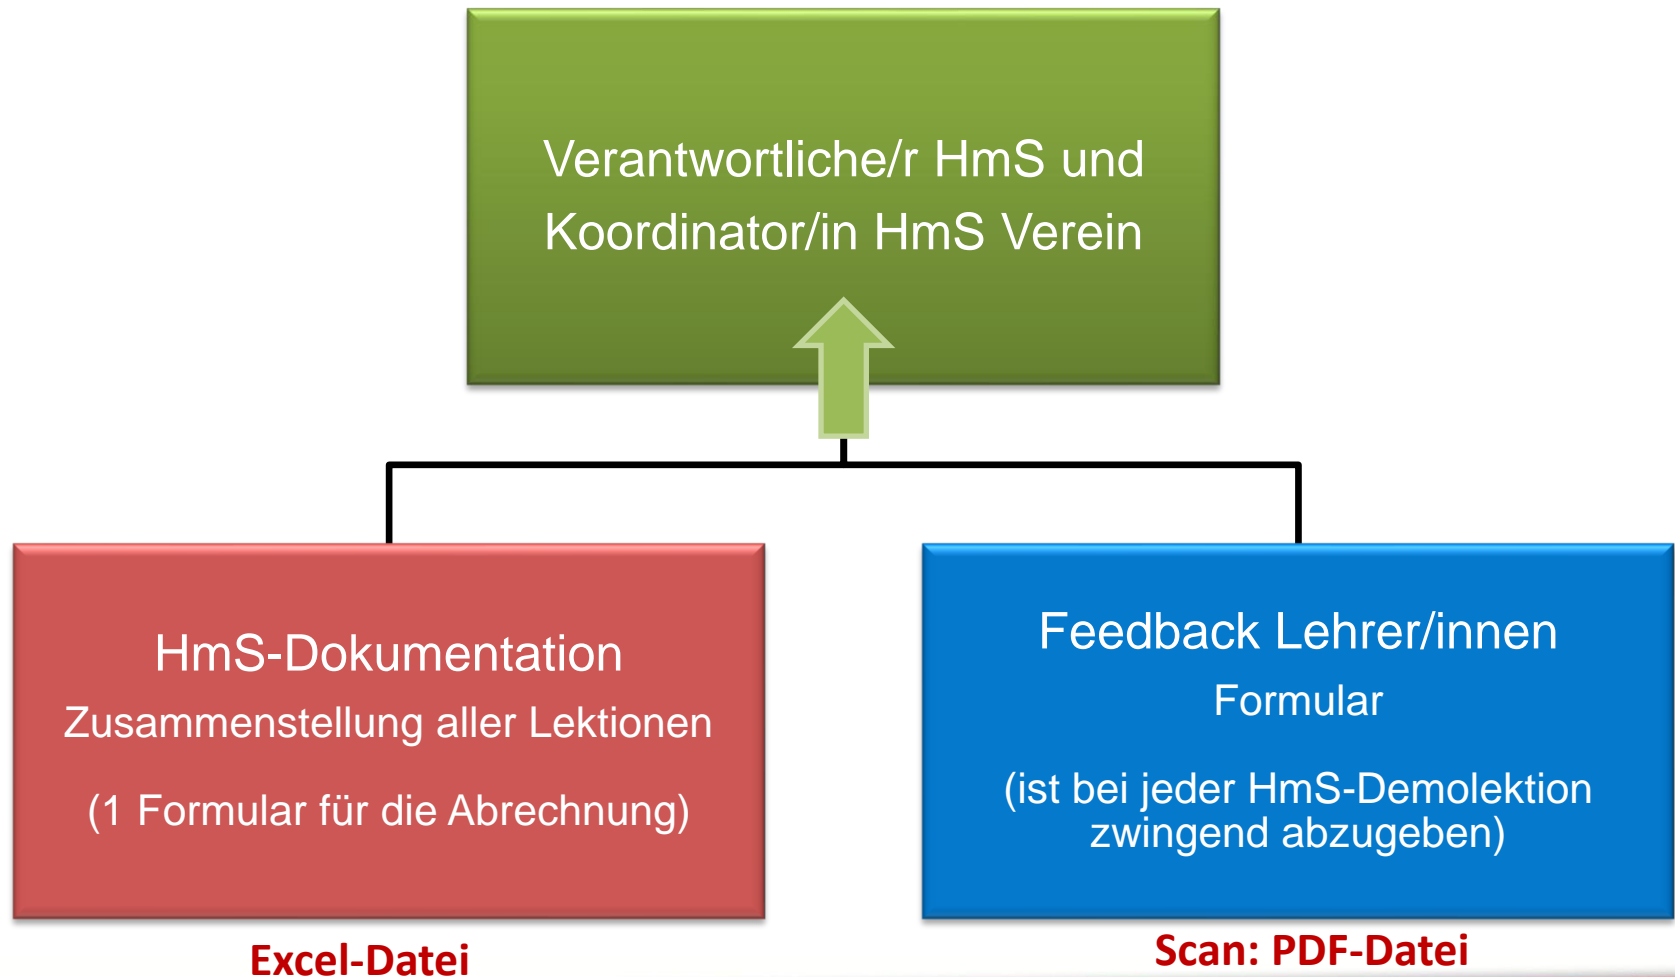 Verantwortliche/r HmS und
Koordinator/in HmS Verein
HmS-Dokumentation
Zusammenstellung aller Lektionen
(1 Formular für die Abrechnung)
Excel-Datei
Feedback Lehrer/innen
Formular
(ist bei jeder HmS-Demolektion
zwingend abzugeben)
Scan: PDF-Datei